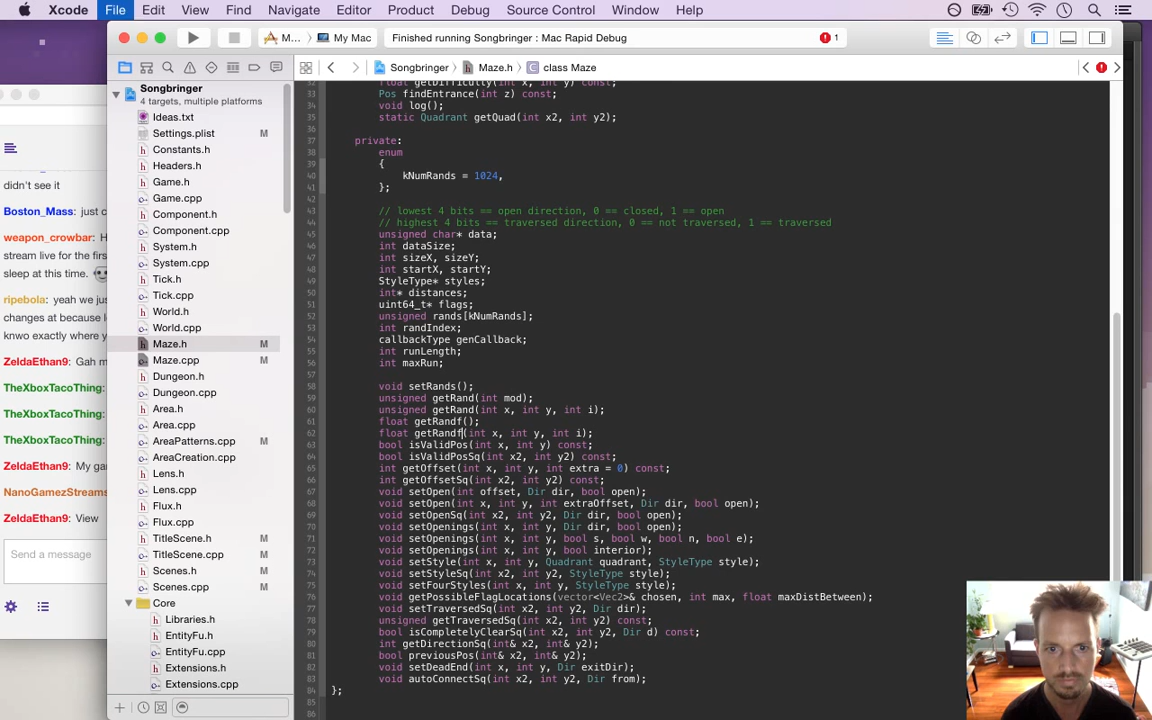 Xcode File Edit View Find Navigate Editor Product Debug Source Control Window Help
M... My Mac Finished running Songbringer : Mac Rapid Debug 1
Songbringer Maze.h class Maze
Songbringer
4 targets, multiple platforms
Ideas.txt
Settings.plist M
Constants.h
Headers.h
Game.h
Game.cpp
Component.h
Component.cpp
System.h
System.cpp
Tick.h
Tick.cpp
World.h
World.cpp
Maze.h M
Maze.cpp M
Dungeon.h
Dungeon.cpp
Area.h
Area.cpp
AreaPatterns.cpp M
AreaCreation.cpp
Lens.h
Lens.cpp
Flux.h
Flux.cpp
TitleScene.h M
TitleScene.cpp M
Scenes.h M
Scenes.cpp M
Core
Libraries.h
EntityFu.h
EntityFu.cpp
Extensions.h
Extensions.cpp
didn't see it
Boston_Mass: just c
weapon_crowbar: H
stream live for the firs
sleep at this time.
ripebola: yeah we jus
changes at because l
knwo exactly where y
ZeldaEthan9: Gah m
TheXboxTacoThing:
TheXboxTacoThing:
TheXboxTacoThing:
ZeldaEthan9: My ga
NanoGamezStreams
ZeldaEthan9: View
Send a message
32 float getDifficulty(int x, int y) const;
33 Pos findEntrance(int z) const;
34 void log();
35 static Quadrant getQuad(int x2, int y2);
36
37 private:
38 enum
39 {
40 kNumRands = 1024,
41 };
42
43 // lowest 4 bits == open direction, 0 == closed, 1 == open
44 // highest 4 bits == traversed direction, 0 == not traversed, 1 == traversed
45 unsigned char* data;
46 int dataSize;
47 int sizeX, sizeY;
48 int startX, startY;
49 StyleType* styles;
50 int* distances;
51 uint64_t* flags;
52 unsigned rands[kNumRands];
53 int randIndex;
54 callbackType genCallback;
55 int runLength;
56 int maxRun;
57
58 void setRands();
59 unsigned getRand(int mod);
60 unsigned getRand(int x, int y, int i);
61 float getRandf();
62 float getRandf(int x, int y, int i);
63 bool isValidPos(int x, int y) const;
64 bool isValidPosSq(int x2, int y2) const;
65 int getOffset(int x, int y, int extra = 0) const;
66 int getOffsetSq(int x2, int y2) const;
67 void setOpen(int offset, Dir dir, bool open);
68 void setOpen(int x, int y, int extraOffset, Dir dir, bool open);
69 void setOpenSq(int x2, int y2, Dir dir, bool open);
70 void setOpenings(int x, int y, Dir dir, bool open);
71 void setOpenings(int x, int y, bool s, bool w, bool n, bool e);
72 void setOpenings(int x, int y, bool interior);
73 void setStyle(int x, int y, Quadrant quadrant, StyleType style);
74 void setStyleSq(int x2, int y2, StyleType style);
75 void setFourStyles(int x, int y, StyleType style);
76 void getPossibleFlagLocations(vector<Vec2>& chosen, int max, float maxDistBetween);
77 void setTraversedSq(int x2, int y2, Dir dir);
78 unsigned getTraversedSq(int x2, int y2) const;
79 bool isCompletelyClearSq(int x2, int y2, Dir d) const;
80 int getDirectionSq(int& x2, int& y2);
81 bool previousPos(int& x2, int& y2);
82 void setDeadEnd(int x, int y, Dir exitDir);
83 void autoConnectSq(int x2, int y2, Dir from);
84 };
85
86